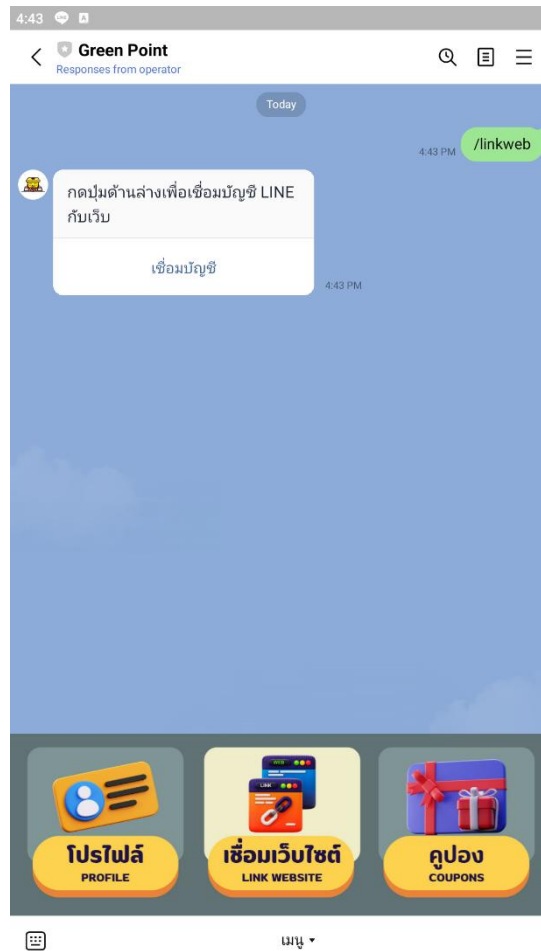 4:43
Green Point
Responses from operator
Today
4:43 PM
/linkweb
กดปุ่มด้านล่างเพื่อเชื่อมบัญชี LINE
กับเว็บ
เชื่อมบัญชี
4:43 PM
WEB
LINK
โปรไฟล์
PROFILE
เชื่อมเว็บไซต์
LINK WEBSITE
คูปอง
COUPONS
เมนู